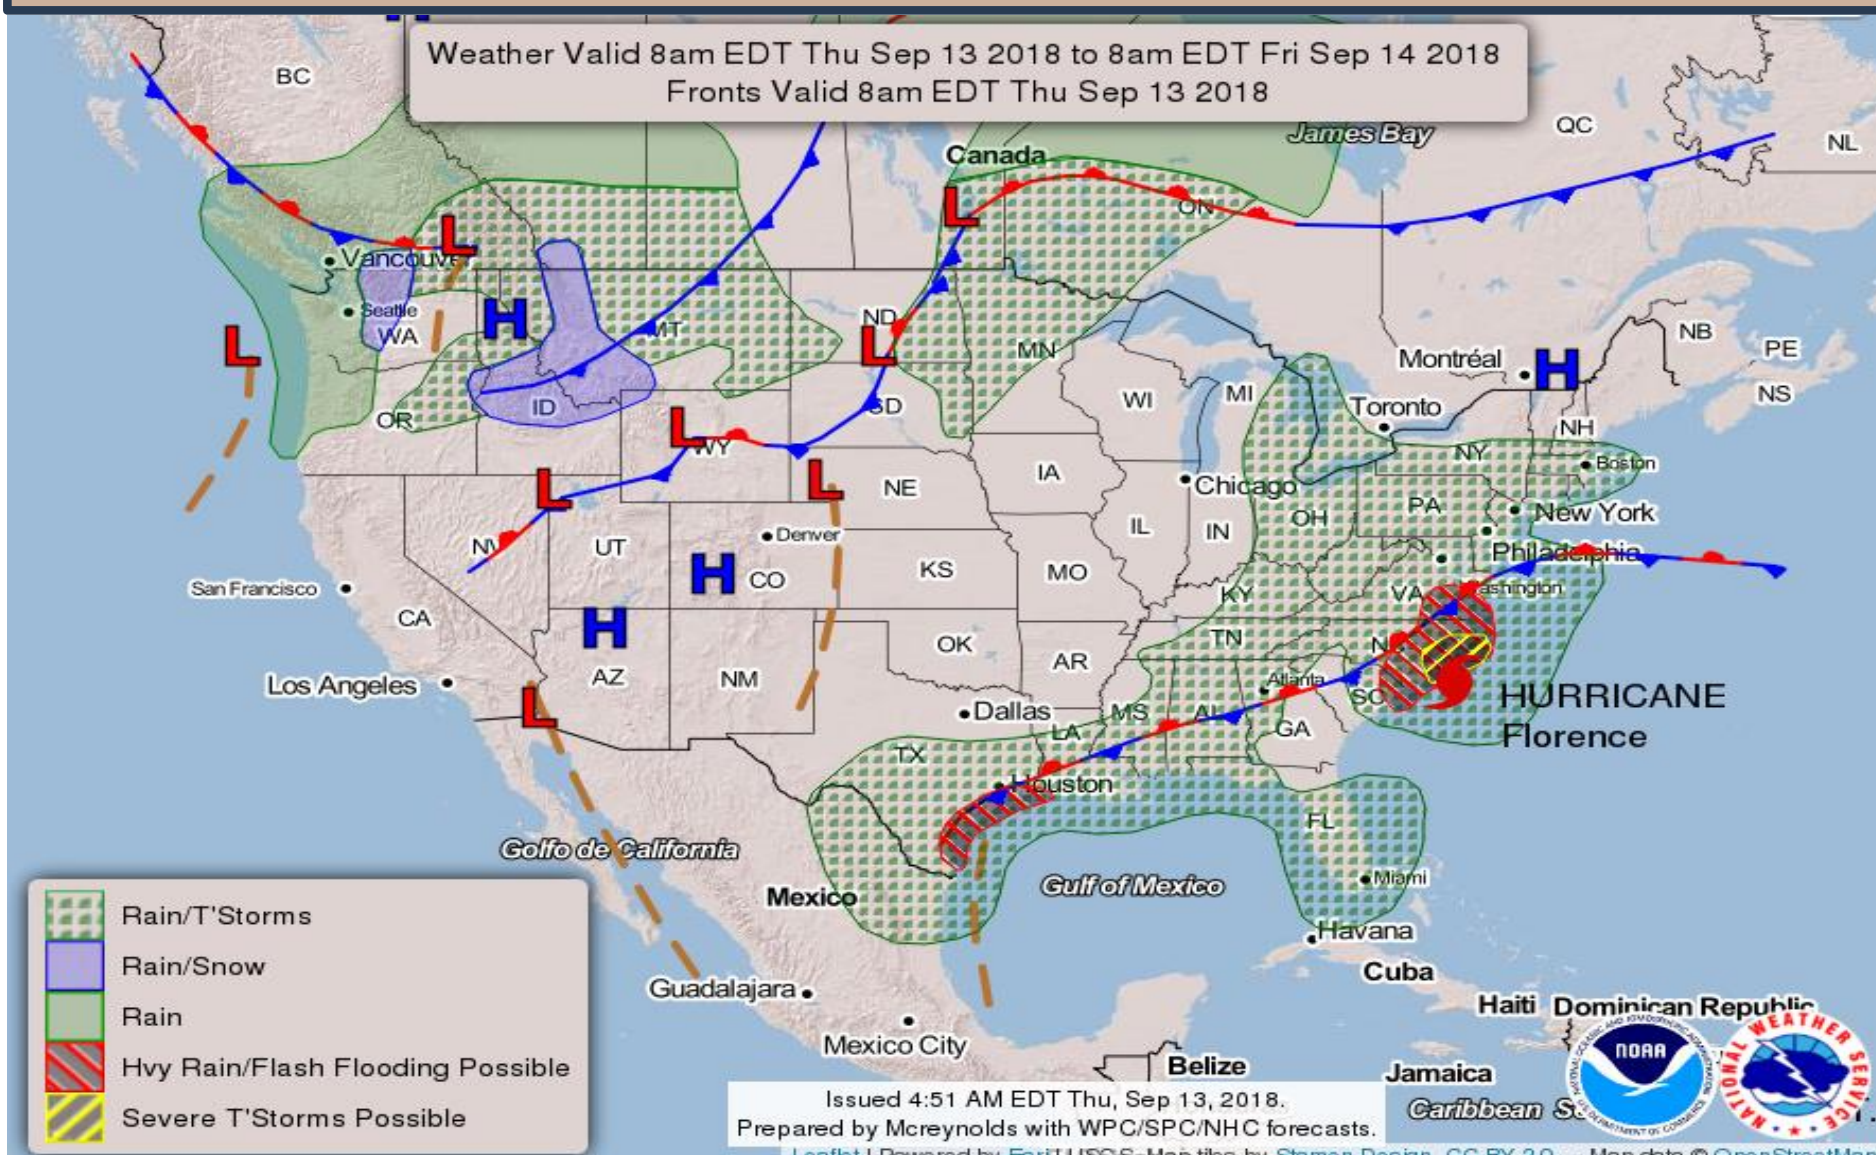 Weather Valid 8am EDT Thu Sep 13 2018 to 8am EDT Fri Sep 14 2018
Fronts Valid 8am EDT Thu Sep 13 2018
H
BC
QC
NL
James Bay
Canada
L
ON
L
Vancouver
Seattle
WA
H
MT
ND
L
L
MN
NB
PE
NS
Montréal
H
WI
MI
Toronto
NH
OR
ID
SD
L
WY
NY
Boston
L
L
NE
IA
Chicago
PA
New York
NV
UT
Denver
IL
IN
OH
Philadelphia
San Francisco
H
CO
KS
MO
KY
VA
CA
H
OK
TN
Los Angeles
AZ
NM
AR
Atlanta
SC
HURRICANE
Florence
L
Dallas
MS
AL
GA
LA
TX
Houston
FL
Golfo de California
Mexico
Gulf of Mexico
Miami
Havana
Cuba
Guadalajara
Haiti
Dominican Republic
Mexico City
Belize
Jamaica
Rain/T'Storms
Rain/Snow
Rain
Hvy Rain/Flash Flooding Possible
Severe T'Storms Possible
Issued 4:51 AM EDT Thu, Sep 13, 2018.
Prepared by Mcreynolds with WPC/SPC/NHC forecasts.
Caribbean
NOAA
NATIONAL WEATHER SERVICE